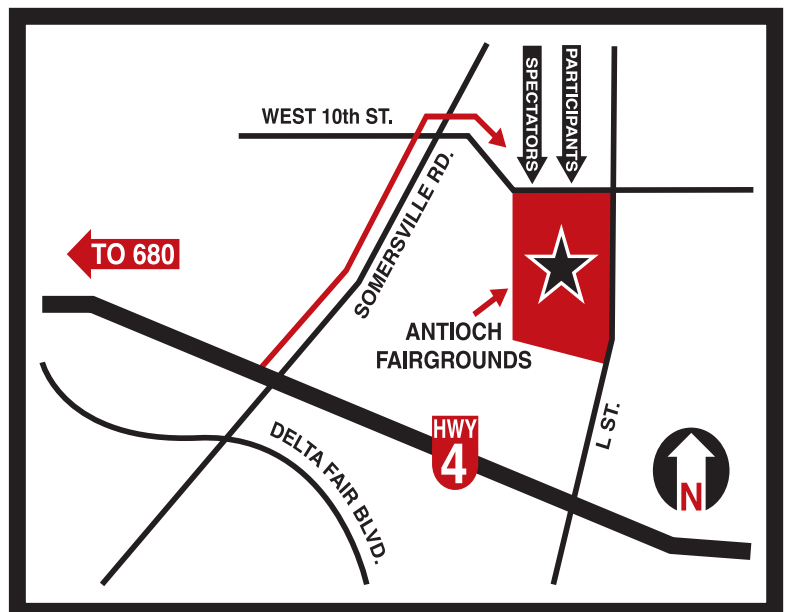 SPECTATORS
PARTICIPANTS
WEST 10th ST.
SOMERSVILLE RD.
TO 680
ANTIOCH
FAIRGROUNDS
HWY
4
L ST.
DELTA FAIR BLVD.
N